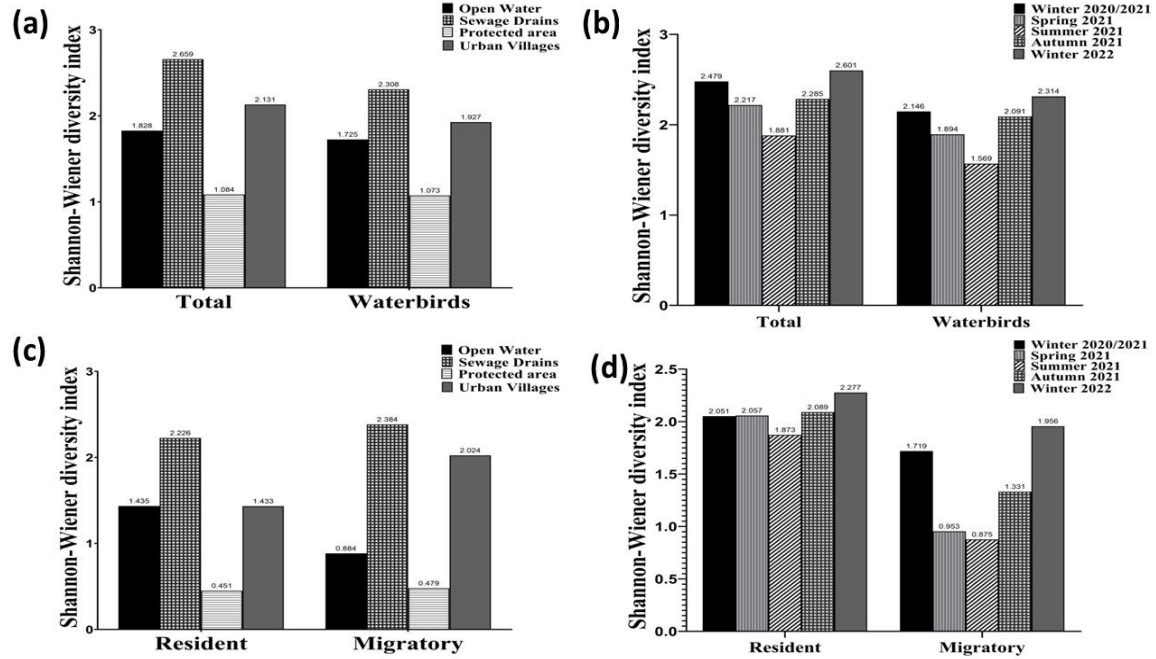 (a)
Open Water
Sewage Drains
Protected area
Urban Villages
Shannon-Wiener diversity index
3
2
1
0
1.828
2.659
1.084
2.131
1.725
2.308
1.073
1.927
Total
Waterbirds
(b)
Winter 2020/2021
Spring 2021
Summer 2021
Autumn 2021
Winter 2022
Shannon-Wiener diversity index
3
2
1
0
2.479
2.217
1.881
2.285
2.601
2.146
1.894
1.569
2.091
2.314
Total
Waterbirds
(c)
Open Water
Sewage Drains
Protected area
Urban Villages
Shannon-Wiener diversity index
3
2
1
0
1.435
2.226
0.451
1.433
0.884
2.384
0.479
2.024
Resident
Migratory
(d)
Winter 2020/2021
Spring 2021
Summer 2021
Autumn 2021
Winter 2022
Shannon-Wiener diversity index
2.5
2.0
1.5
1.0
0.5
0.0
2.051
2.057
1.873
2.089
2.277
1.719
0.953
0.875
1.331
1.956
Resident
Migratory